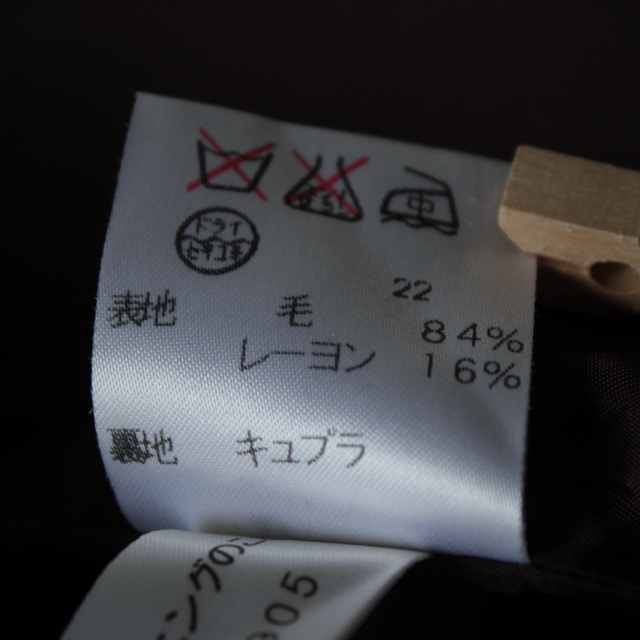 中
ドライ
セキユ系
22
表地 毛 84%
レーヨン 16%
裏地 キュプラ
ングの
905